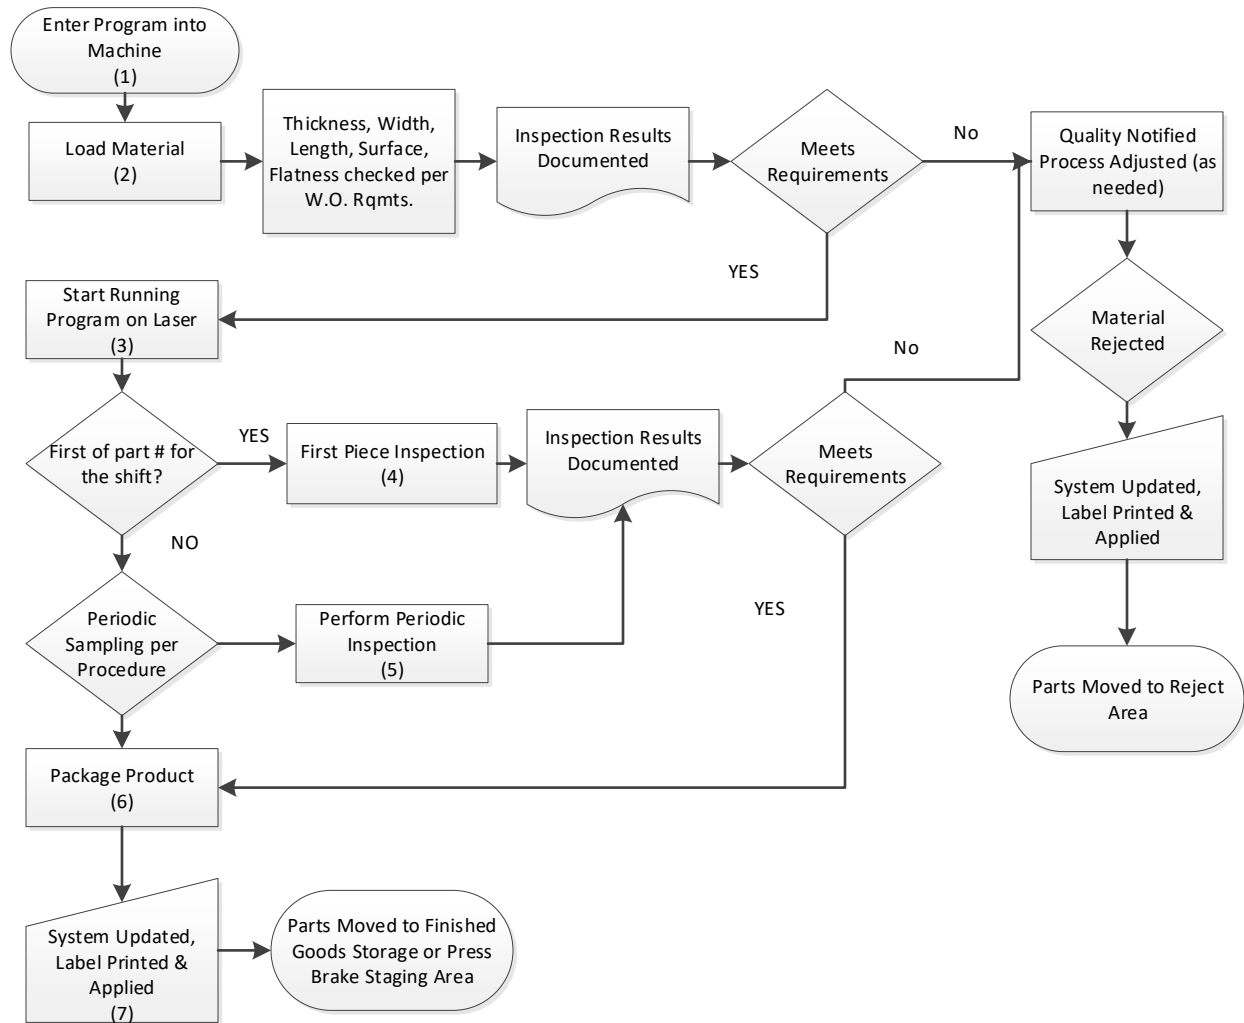 Enter Program into
Machine
(1)
Load Material
(2)
Thickness, Width,
Length, Surface,
Flatness checked per
W.O. Rqmts.
Inspection Results
Documented
Meets
Requirements
No
Quality Notified
Process Adjusted (as
needed)
YES
Material
Rejected
System Updated,
Label Printed &
Applied
Parts Moved to Reject
Area
Start Running
Program on Laser
(3)
First of part # for
the shift?
YES
First Piece Inspection
(4)
Inspection Results
Documented
Meets
Requirements
No
NO
YES
Periodic
Sampling per
Procedure
Perform Periodic
Inspection
(5)
Package Product
(6)
System Updated,
Label Printed &
Applied
(7)
Parts Moved to Finished
Goods Storage or Press
Brake Staging Area